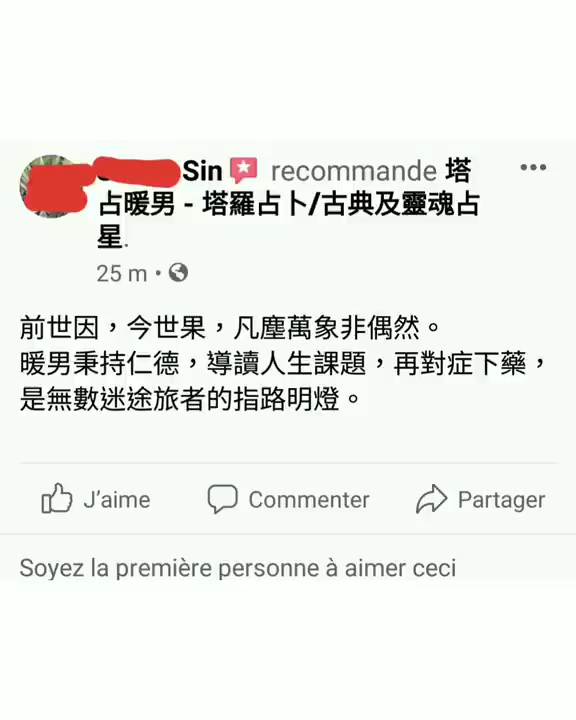 Sin recommande 塔
占暖男 - 塔羅占卜/古典及靈魂占
星.
25 m ·
前世因，今世果，凡塵萬象非偶然。
暖男秉持仁德，導讀人生課題，再對症下藥，
是無數迷途旅者的指路明燈。
J’aime Commenter Partager
Soyez la première personne à aimer ceci